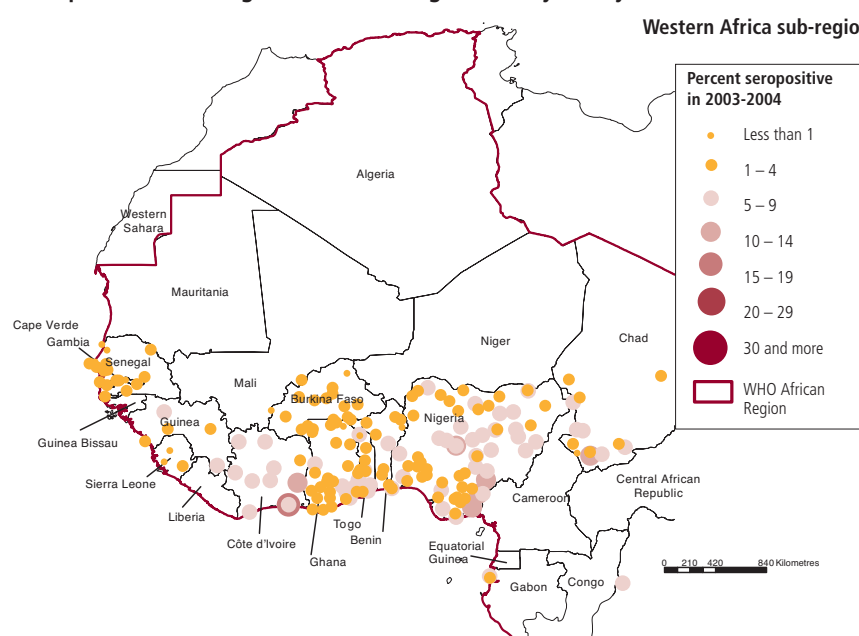 Western Africa sub-regio
Percent seropositive
in 2003-2004
Less than 1
1 – 4
5 – 9
10 – 14
15 – 19
20 – 29
30 and more
WHO African
Region
Algeria
Western
Sahara
Mauritania
Cape Verde
Gambia
Senegal
Niger
Chad
Mali
Burkina Faso
Nigeria
Guinea
Guinea Bissau
Sierra Leone
Liberia
Côte d'Ivoire
Ghana
Togo
Benin
Cameroon
Central African
Republic
Equatorial
Guinea
Gabon
Congo
0 210 420 840 Kilometres